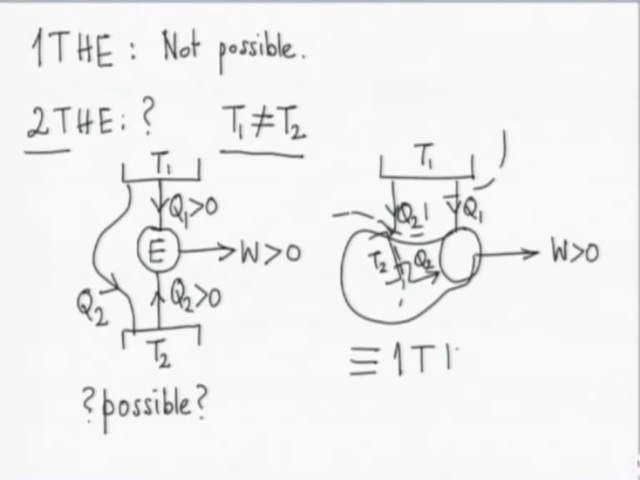 1THE: Not possible.
2THE: ? T₁≠T₂
T₁
Q₁>0
E
W>0
Q₂
Q₂>0
T₂
?possible?
T₁
Q₂
Q₁
T₂
Q₂
W>0
≡ 1T